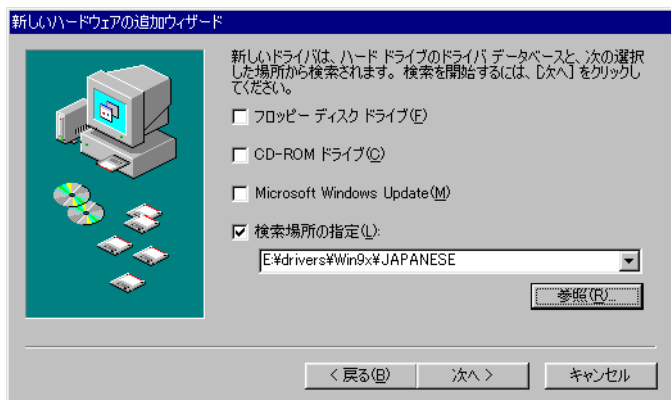 新しいハードウェアの追加ウィザード
新しいドライバは、ハード ドライブのドライバ データベースと、次の選択
した場所から検索されます。検索を開始するには、[次へ] をクリックし
てください。
フロッピー ディスク ドライブ(F)
CD-ROM ドライブ(C)
Microsoft Windows Update(M)
検索場所の指定(L):
E:¥drivers¥Win9x¥JAPANESE
参照(R)...
< 戻る(B)
次へ >
キャンセル